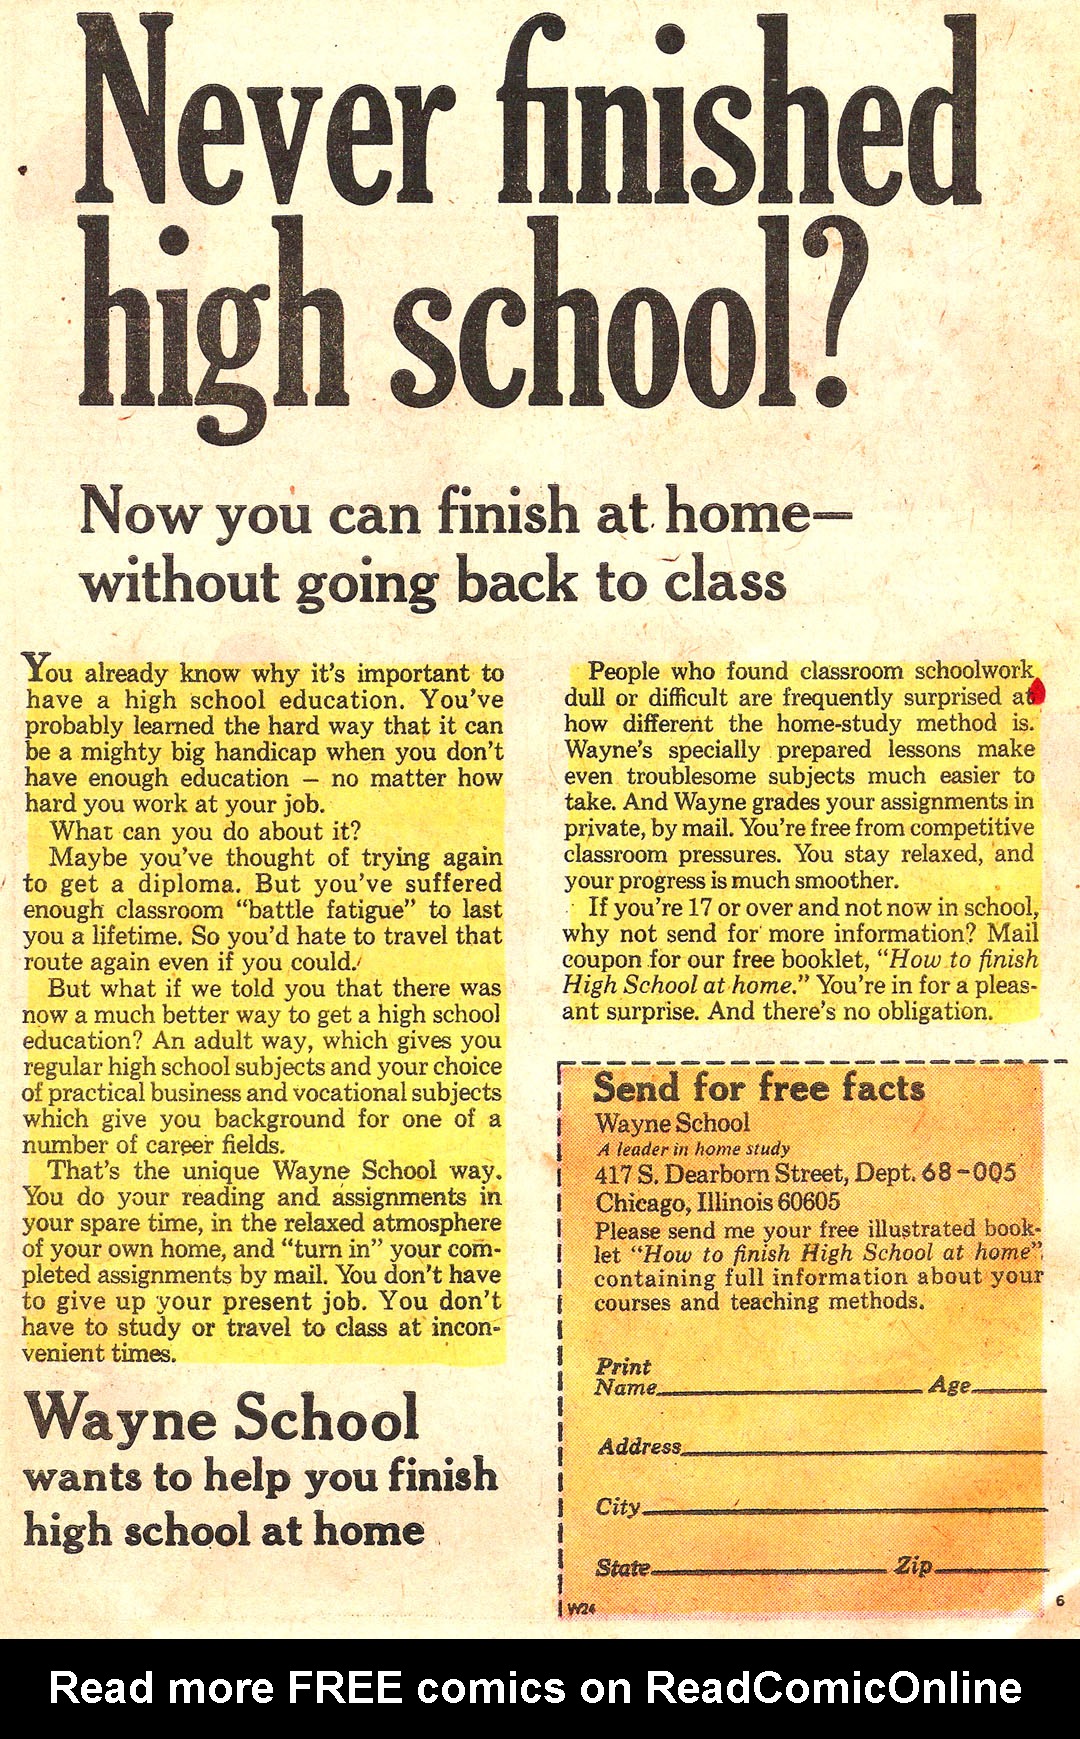 Never finished
high school?
Now you can finish at home—
without going back to class
You already know why it's important to
have a high school education. You've
probably learned the hard way that it can
be a mighty big handicap when you don't
have enough education — no matter how
hard you work at your job.
What can you do about it?
Maybe you've thought of trying again
to get a diploma. But you've suffered
enough classroom "battle fatigue" to last
you a lifetime. So you'd hate to travel that
route again even if you could.
But what if we told you that there was
now a much better way to get a high school
education? An adult way, which gives you
regular high school subjects and your choice
of practical business and vocational subjects
which give you background for one of a
number of career fields.
That's the unique Wayne School way.
You do your reading and assignments in
your spare time, in the relaxed atmosphere
of your own home, and "turn in" your com-
pleted assignments by mail. You don't have
to give up your present job. You don't
have to study or travel to class at incon-
venient times.
Wayne School
wants to help you finish
high school at home
People who found classroom schoolwork
dull or difficult are frequently surprised at
how different the home-study method is.
Wayne's specially prepared lessons make
even troublesome subjects much easier to
take. And Wayne grades your assignments in
private, by mail. You're free from competitive
classroom pressures. You stay relaxed, and
your progress is much smoother.
If you're 17 or over and not now in school,
why not send for more information? Mail
coupon for our free booklet, "How to finish
High School at home." You're in for a pleas-
ant surprise. And there's no obligation.
Send for free facts
Wayne School
A leader in home study
417 S. Dearborn Street, Dept. 68-005
Chicago, Illinois 60605
Please send me your free illustrated book-
let "How to finish High School at home",
containing full information about your
courses and teaching methods.
Print
Name Age
Address
City
State Zip
W24
6
Read more FREE comics on ReadComicOnline